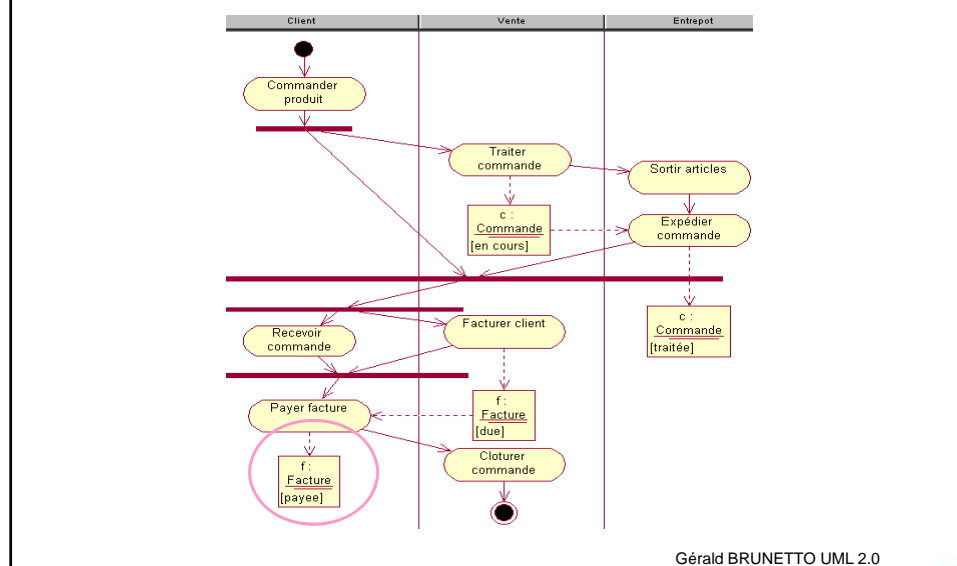 Client
Vente
Entrepot
Commander
produit
Traiter
commande
Sortir articles
c :
Commande
[en cours]
Expédier
commande
c :
Commande
[traitée]
Recevoir
commande
Facturer client
Payer facture
f :
Facture
[due]
f :
Facture
[payee]
Cloturer
commande
Gérald BRUNETTO UML 2.0